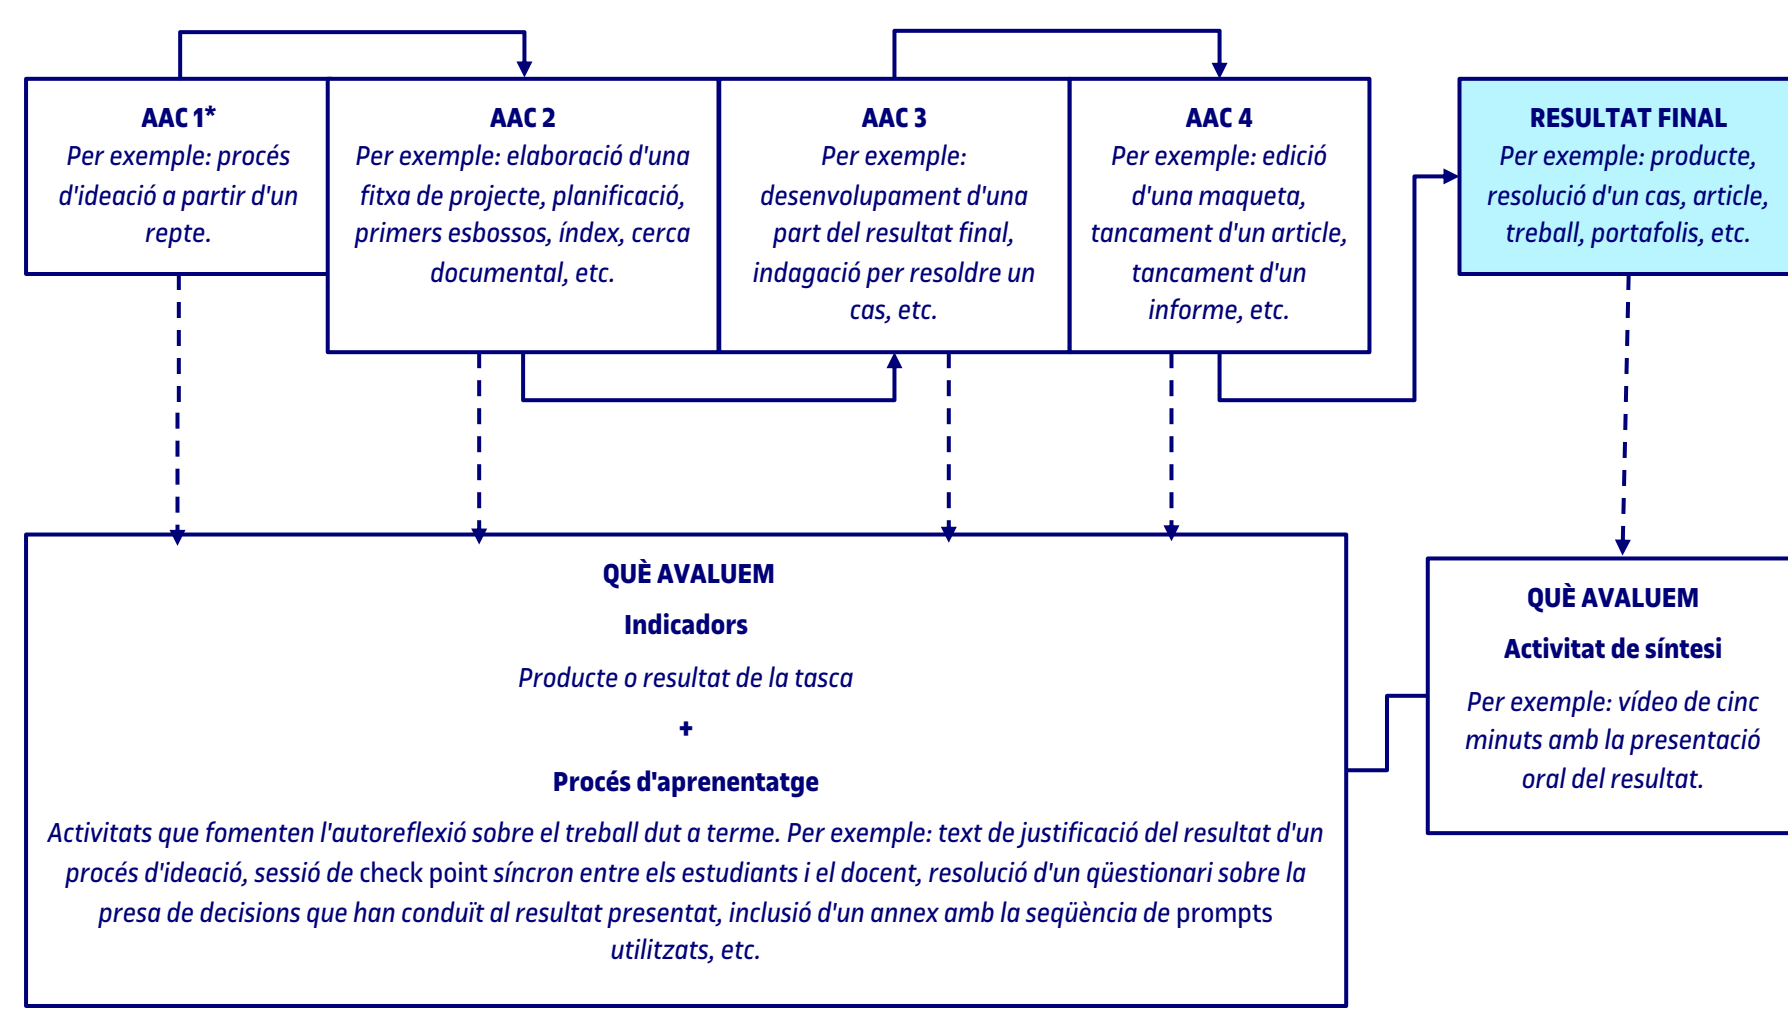 AAC 1*
Per exemple: procés
d'ideació a partir d'un
repte.
AAC 2
Per exemple: elaboració d'una
fitxa de projecte, planificació,
primers esbossos, índex, cerca
documental, etc.
AAC 3
Per exemple:
desenvolupament d'una
part del resultat final,
indagació per resoldre un
cas, etc.
AAC 4
Per exemple: edició
d'una maqueta,
tancament d'un article,
tancament d'un
informe, etc.
RESULTAT FINAL
Per exemple: producte,
resolució d'un cas, article,
treball, portafolis, etc.
QUÈ AVALUEM
Indicadors
Producte o resultat de la tasca
+
Procés d'aprenentatge
Activitats que fomenten l'autoreflexió sobre el treball dut a terme. Per exemple: text de justificació del resultat d'un
procés d'ideació, sessió de check point síncron entre els estudiants i el docent, resolució d'un qüestionari sobre la
presa de decisions que han conduït al resultat presentat, inclusió d'un annex amb la seqüència de prompts
utilitzats, etc.
QUÈ AVALUEM
Activitat de síntesi
Per exemple: vídeo de cinc
minuts amb la presentació
oral del resultat.